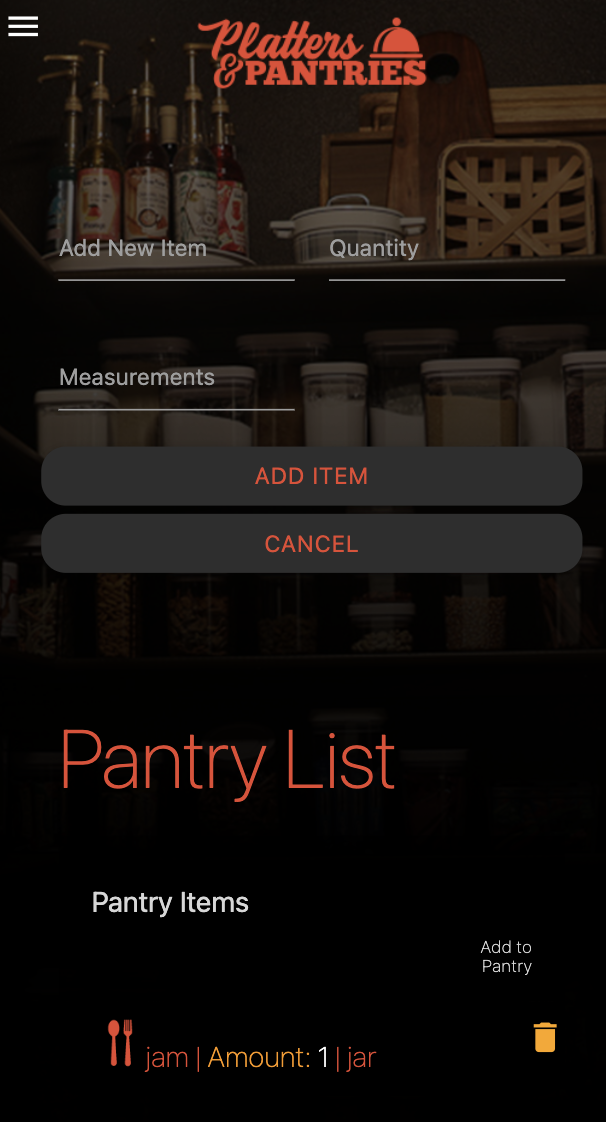 Platters
& PANTRIES
Add New Item Quantity
Measurements
ADD ITEM
CANCEL
Pantry List
Pantry Items
Add to
Pantry
jam | Amount: 1 | jar